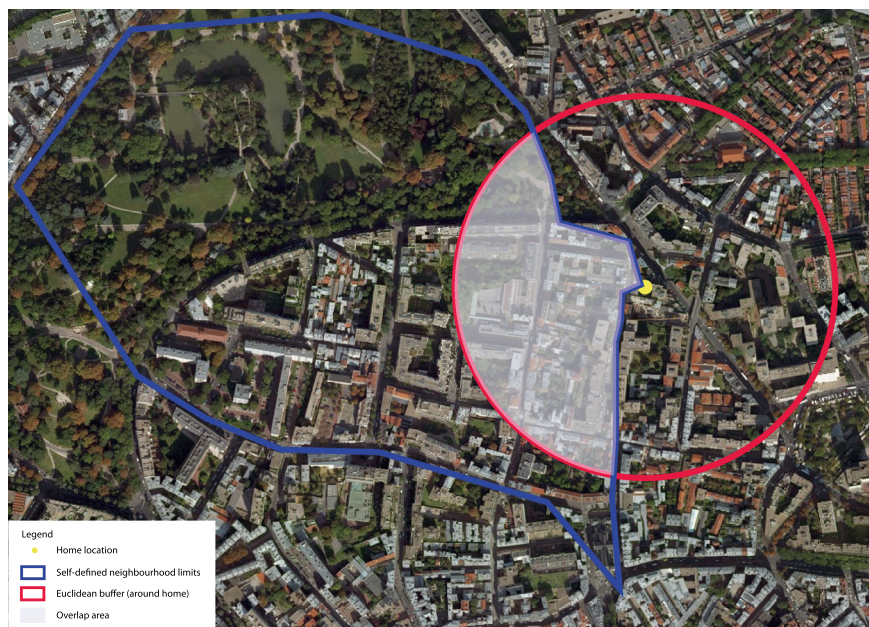 Legend
Home location
Self-defined neighbourhood limits
Euclidean buffer (around home)
Overlap area